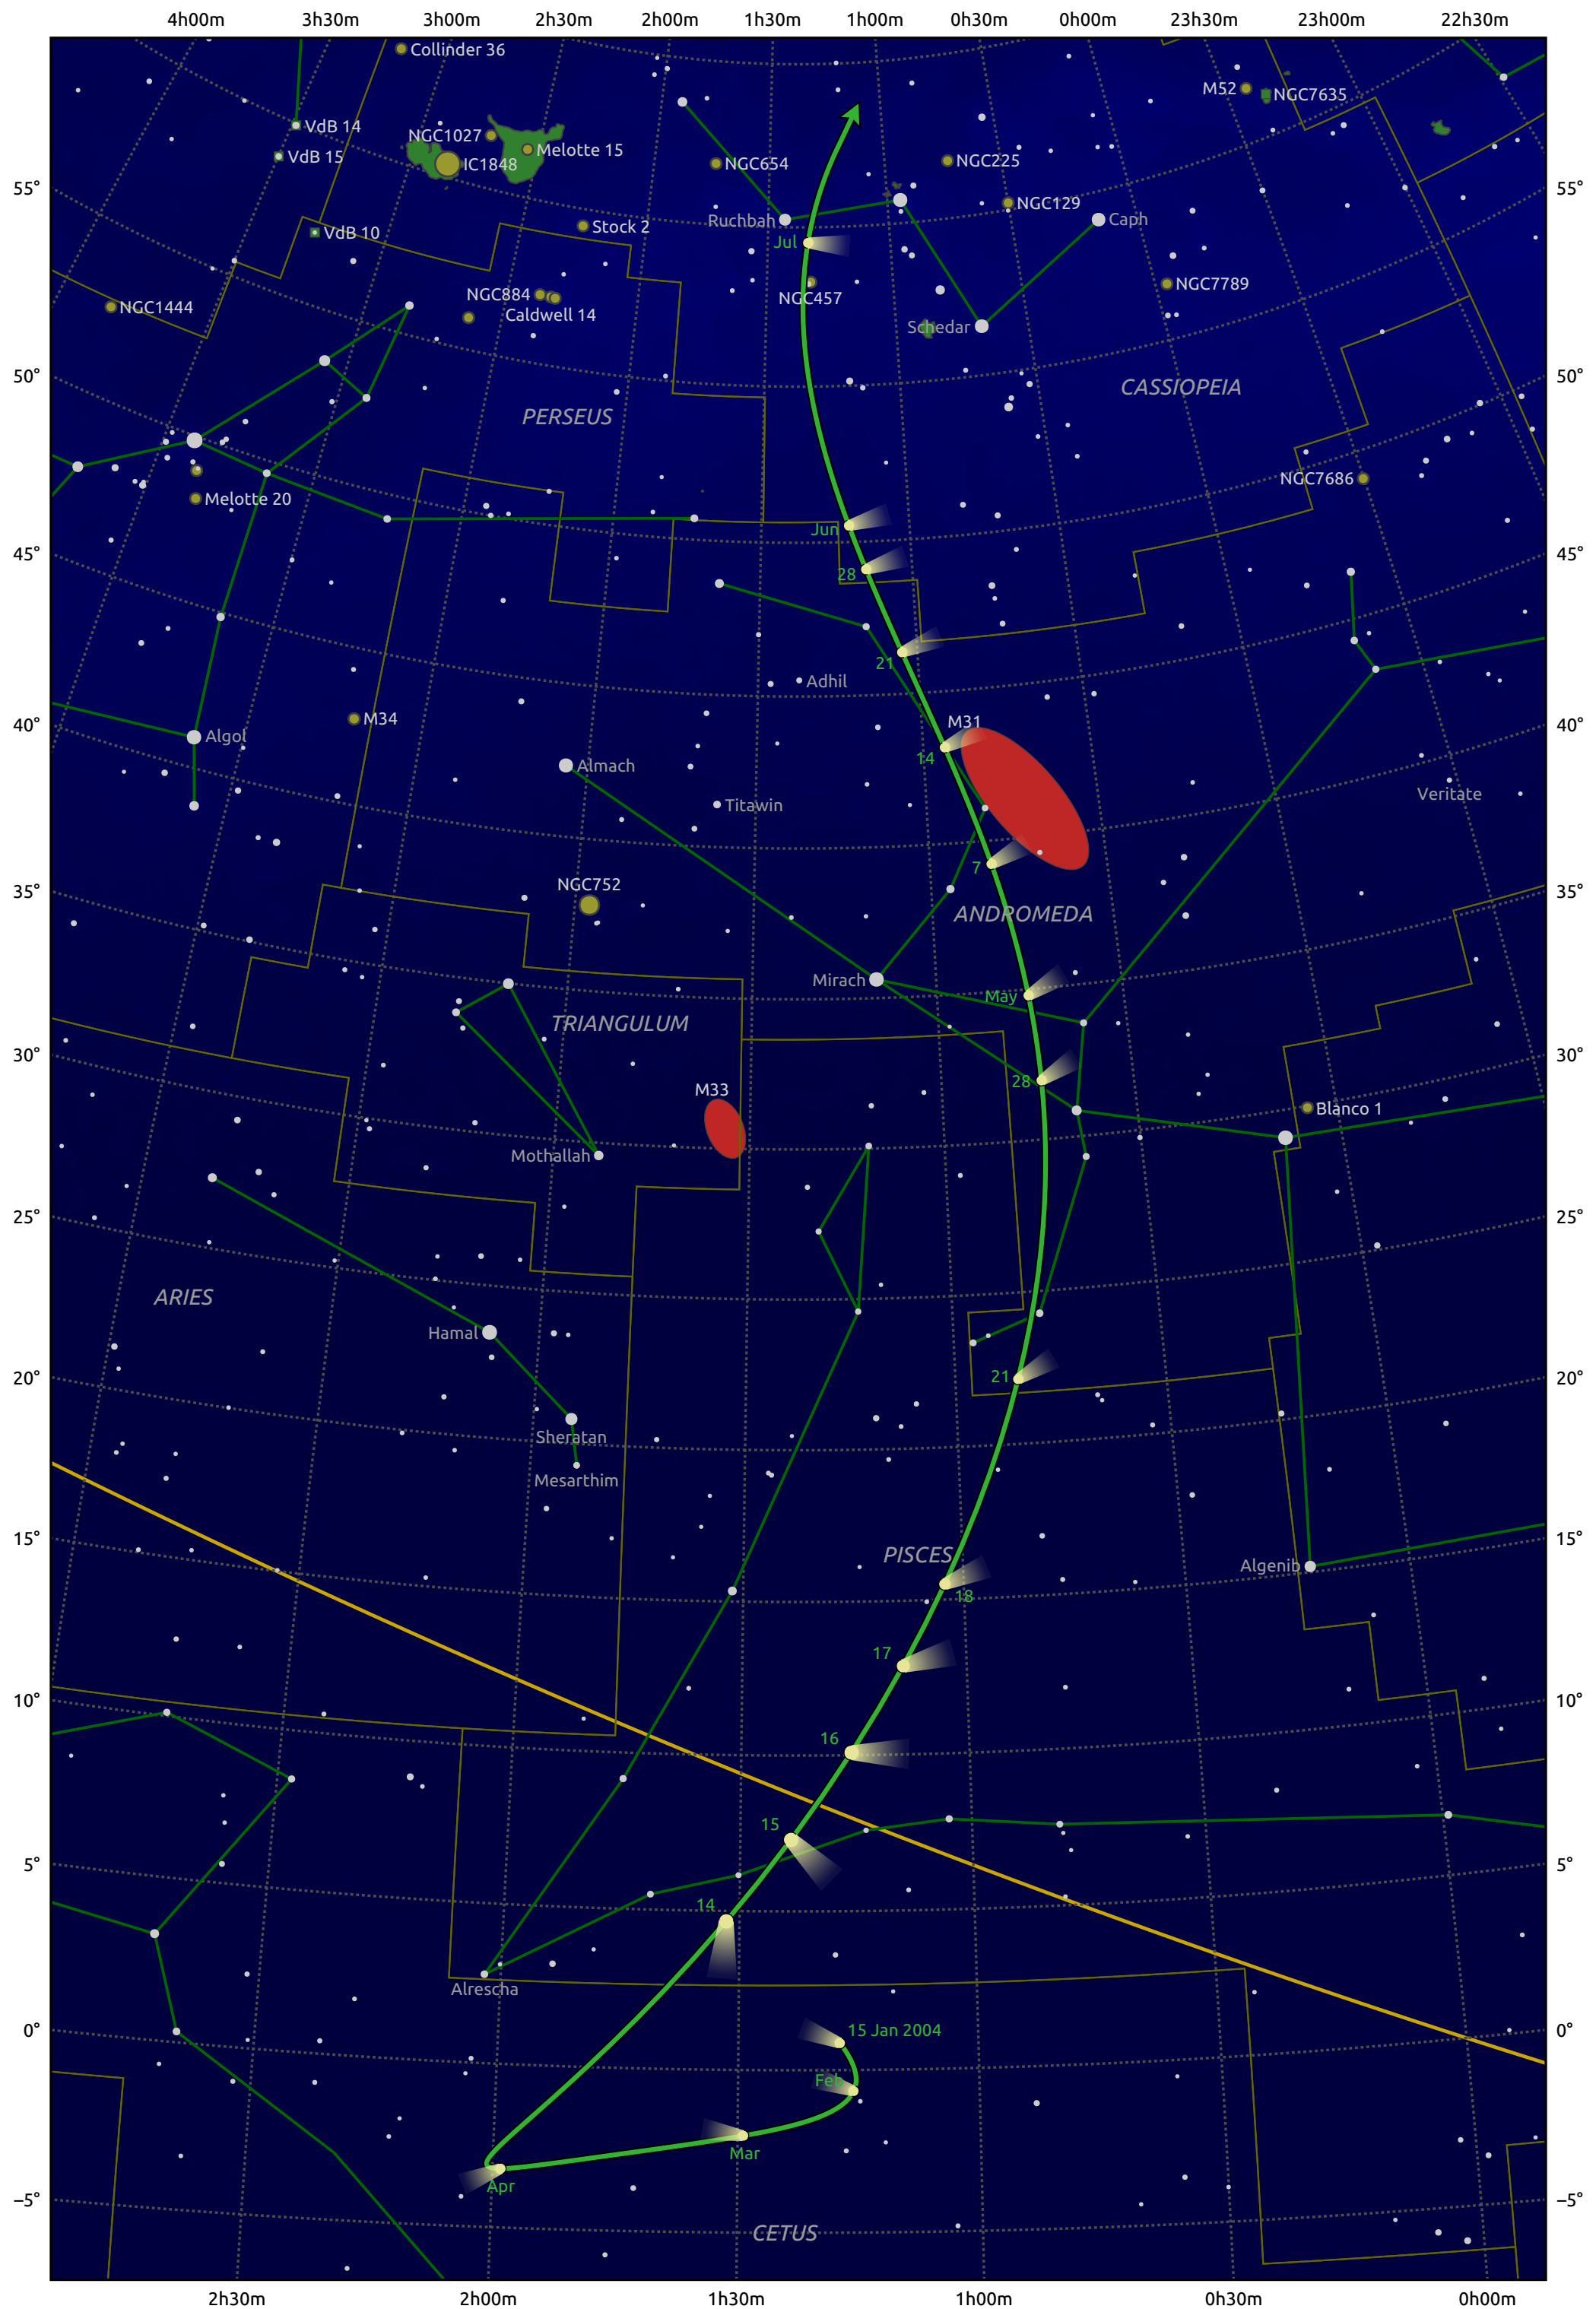 4h00m 3h30m 3h00m 2h30m 2h00m 1h30m 1h00m 0h30m 0h00m 23h30m 23h00m 22h30m
Collinder 36
M52
NGC7635
VdB 14
NGC1027
Melotte 15
VdB 15
IC1848
NGC654
NGC225
55°
55°
Ruchbah
NGC129
Caph
Stock 2
VdB 10
Jul
NGC7789
NGC884
NGC457
NGC1444
Caldwell 14
Schedar
50°
50°
CASSIOPEIA
PERSEUS
NGC7686
Melotte 20
Jun
45°
45°
28
21
Adhil
M34
M31
40°
40°
Algol
14
Almach
Veritate
Titawin
7
NGC752
35°
35°
ANDROMEDA
Mirach
May
TRIANGULUM
30°
30°
28
M33
Blanco 1
Mothallah
25°
25°
ARIES
Hamal
21
20°
20°
Sheratan
Mesarthim
15°
15°
PISCES
Algenib
18
17
10°
10°
16
15
5°
5°
14
Alrescha
0°
0°
15 Jan 2004
Feb
Mar
Apr
−5°
−5°
CETUS
2h30m 2h00m 1h30m 1h00m 0h30m 0h00m